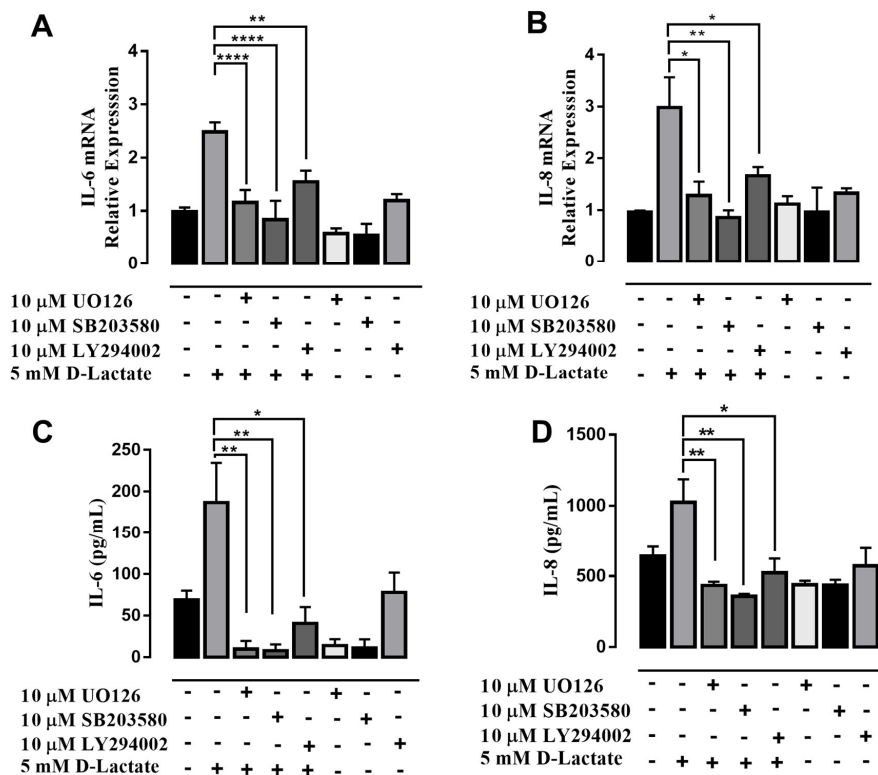 A
**
****
****
IL-6 mRNA
Relative Expresssion
4
3
2
1
0
10 μM UO126 - - + - - + - -
10 μM SB203580 - - - + - - + -
10 μM LY294002 - - - - + - - +
5 mM D-Lactate - + + + + - - -
B
*
**
*
IL-8 mRNA
Relative Expresssion
4
3
2
1
0
10 μM UO126 - - + - - + - -
10 μM SB203580 - - - + - - + -
10 μM LY294002 - - - - + - - +
5 mM D-Lactate - + + + + - - -
C
*
**
**
IL-6 (pg/mL)
250
200
150
100
50
0
10 μM UO126 - - + - - + - -
10 μM SB203580 - - - + - - + -
10 μM LY294002 - - - - + - - +
5 mM D-Lactate - + + + + - - -
D
*
**
**
IL-8 (pg/mL)
1500
1000
500
0
10 μM UO126 - - + - - + - -
10 μM SB203580 - - - + - - + -
10 μM LY294002 - - - - + - - +
5 mM D-Lactate - + + + + - - -